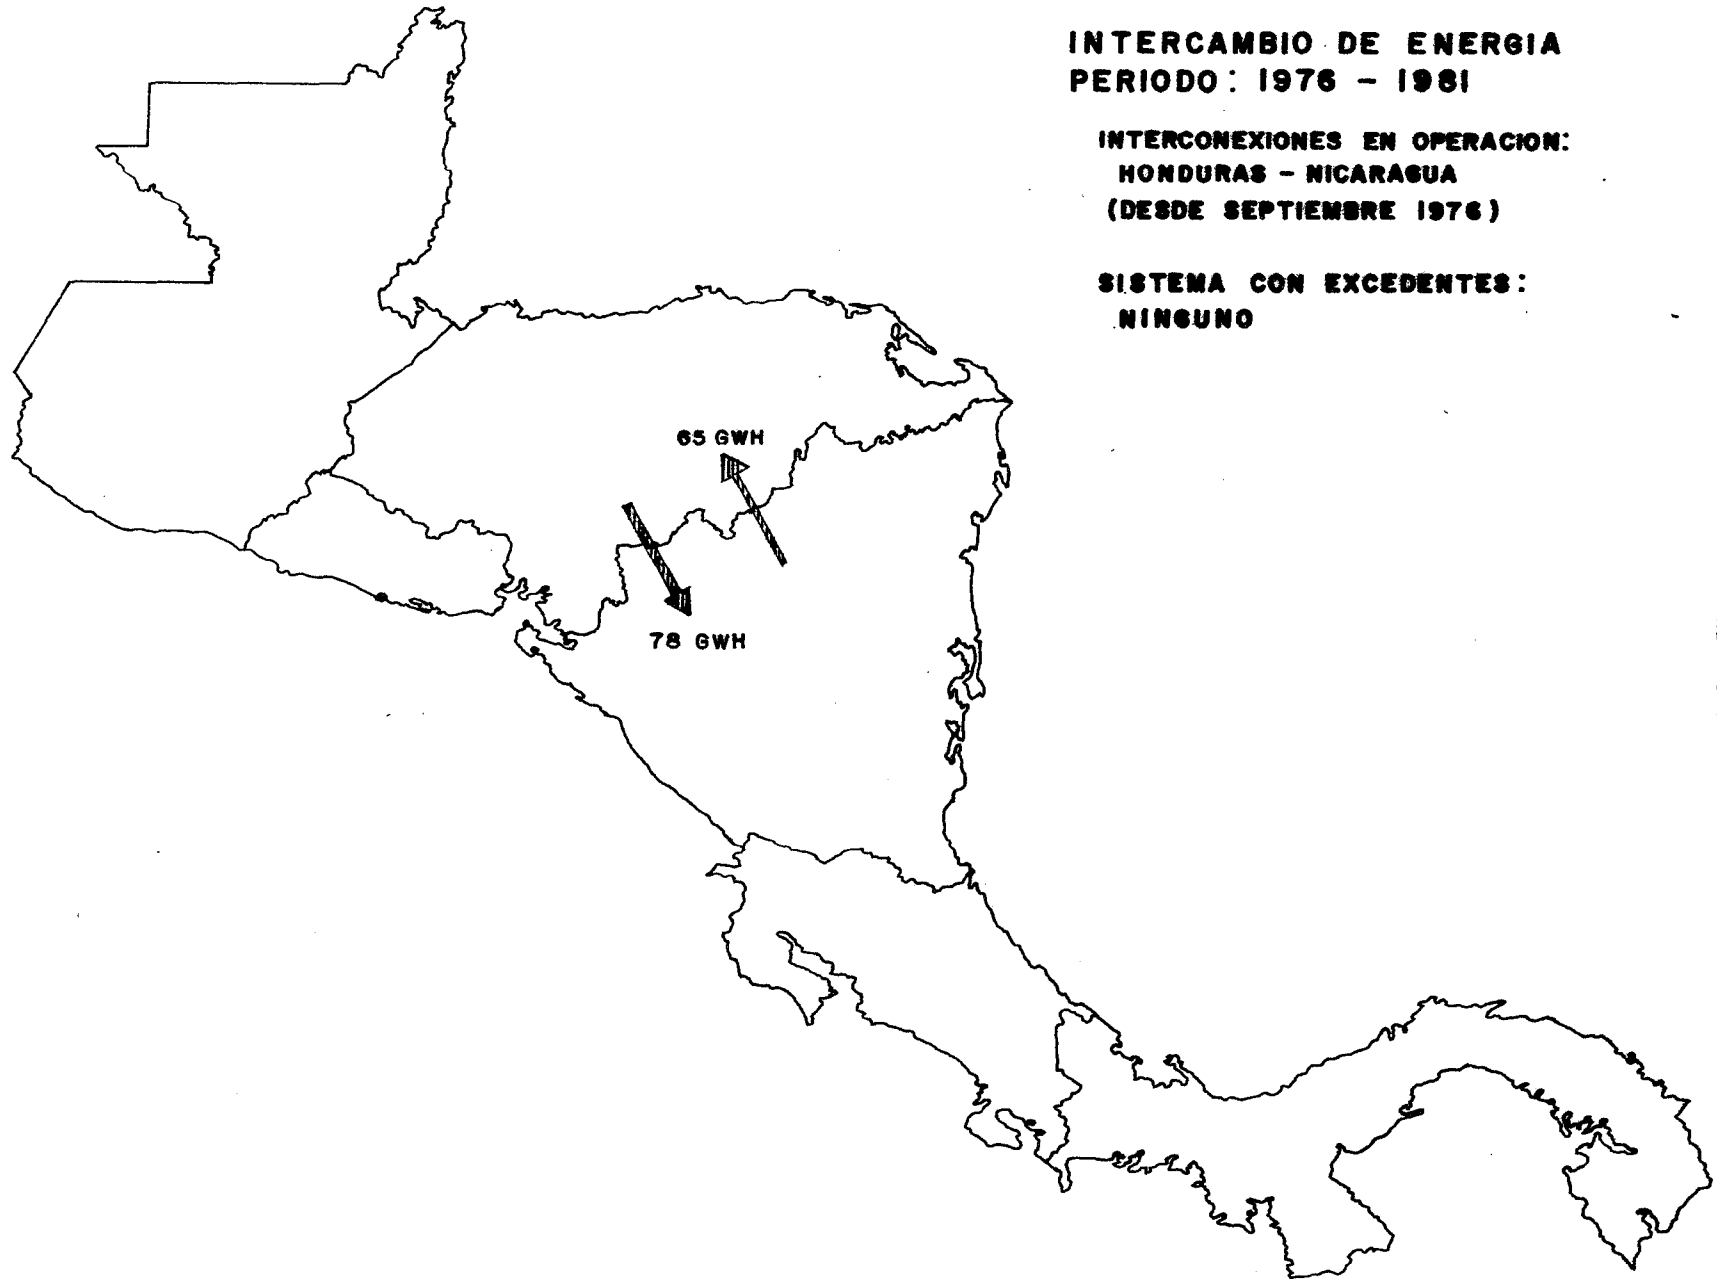 INTERCAMBIO DE ENERGIA
PERIODO: 1976 - 1981
INTERCONEXIONES EN OPERACION:
HONDURAS - NICARAGUA
(DESDE SEPTIEMBRE 1976)
SISTEMA CON EXCEDENTES:
NINGUNO
65 GWH
78 GWH